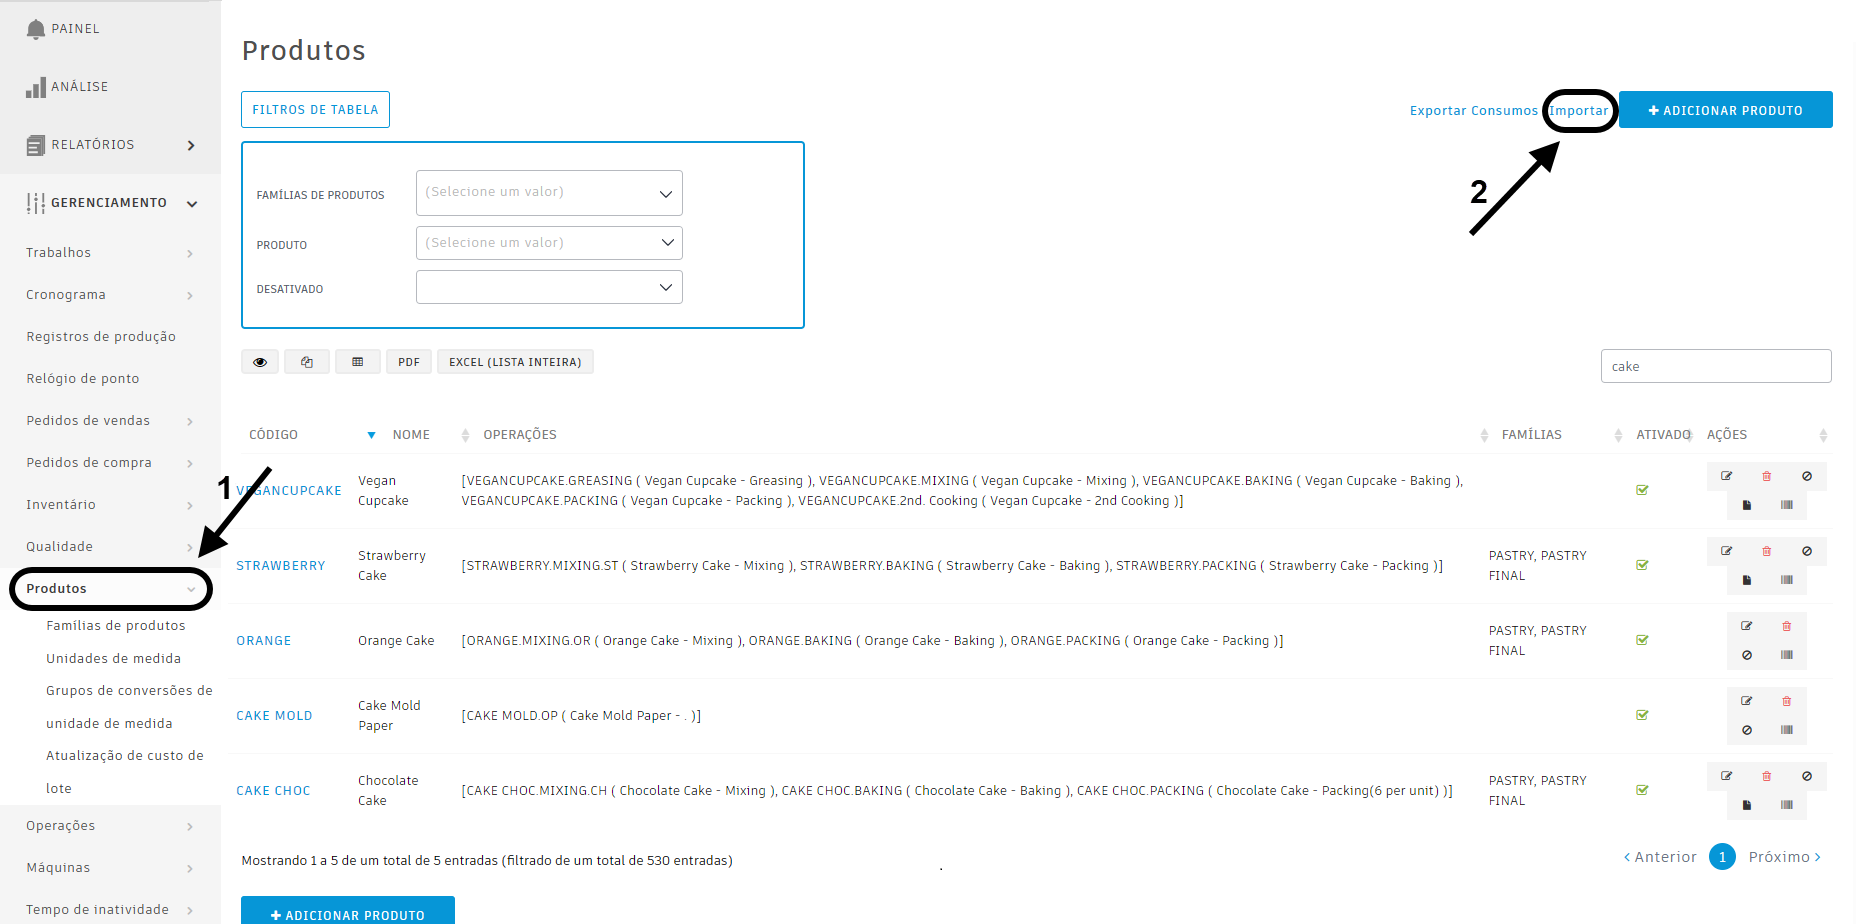 PAINEL
ANÁLISE
RELATÓRIOS
GERENCIAMENTO
Trabalhos
Cronograma
Registros de produção
Relógio de ponto
Pedidos de vendas
Pedidos de compra
Inventário
Qualidade
1
Produtos
Famílias de produtos
Unidades de medida
Grupos de conversões de
unidade de medida
Atualização de custo de
lote
Operações
Máquinas
Tempo de inatividade
Produtos
FILTROS DE TABELA
Exportar Consumos
Importar
+ ADICIONAR PRODUTO
2
FAMÍLIAS DE PRODUTOS
(Selecione um valor)
PRODUTO
(Selecione um valor)
DESATIVADO
PDF
EXCEL (LISTA INTEIRA)
cake
CÓDIGO
NOME
OPERAÇÕES
FAMÍLIAS
ATIVADO
AÇÕES
VEGANCUPCAKE
Vegan
Cupcake
[VEGANCUPCAKE.GREASING ( Vegan Cupcake - Greasing ), VEGANCUPCAKE.MIXING ( Vegan Cupcake - Mixing ), VEGANCUPCAKE.BAKING ( Vegan Cupcake - Baking ),
VEGANCUPCAKE.PACKING ( Vegan Cupcake - Packing ), VEGANCUPCAKE.2nd. Cooking ( Vegan Cupcake - 2nd Cooking )]
STRAWBERRY
Strawberry
Cake
[STRAWBERRY.MIXING.ST ( Strawberry Cake - Mixing ), STRAWBERRY.BAKING ( Strawberry Cake - Baking ), STRAWBERRY.PACKING ( Strawberry Cake - Packing )]
PASTRY, PASTRY
FINAL
ORANGE
Orange Cake
[ORANGE.MIXING.OR ( Orange Cake - Mixing ), ORANGE.BAKING ( Orange Cake - Baking ), ORANGE.PACKING ( Orange Cake - Packing )]
PASTRY, PASTRY
FINAL
CAKE MOLD
Cake Mold
Paper
[CAKE MOLD.OP ( Cake Mold Paper - . )]
CAKE CHOC
Chocolate
Cake
[CAKE CHOC.MIXING.CH ( Chocolate Cake - Mixing ), CAKE CHOC.BAKING ( Chocolate Cake - Baking ), CAKE CHOC.PACKING ( Chocolate Cake - Packing(6 per unit) )]
PASTRY, PASTRY
FINAL
Mostrando 1 a 5 de um total de 5 entradas (filtrado de um total de 530 entradas)
.
Anterior
1
Próximo
+ ADICIONAR PRODUTO